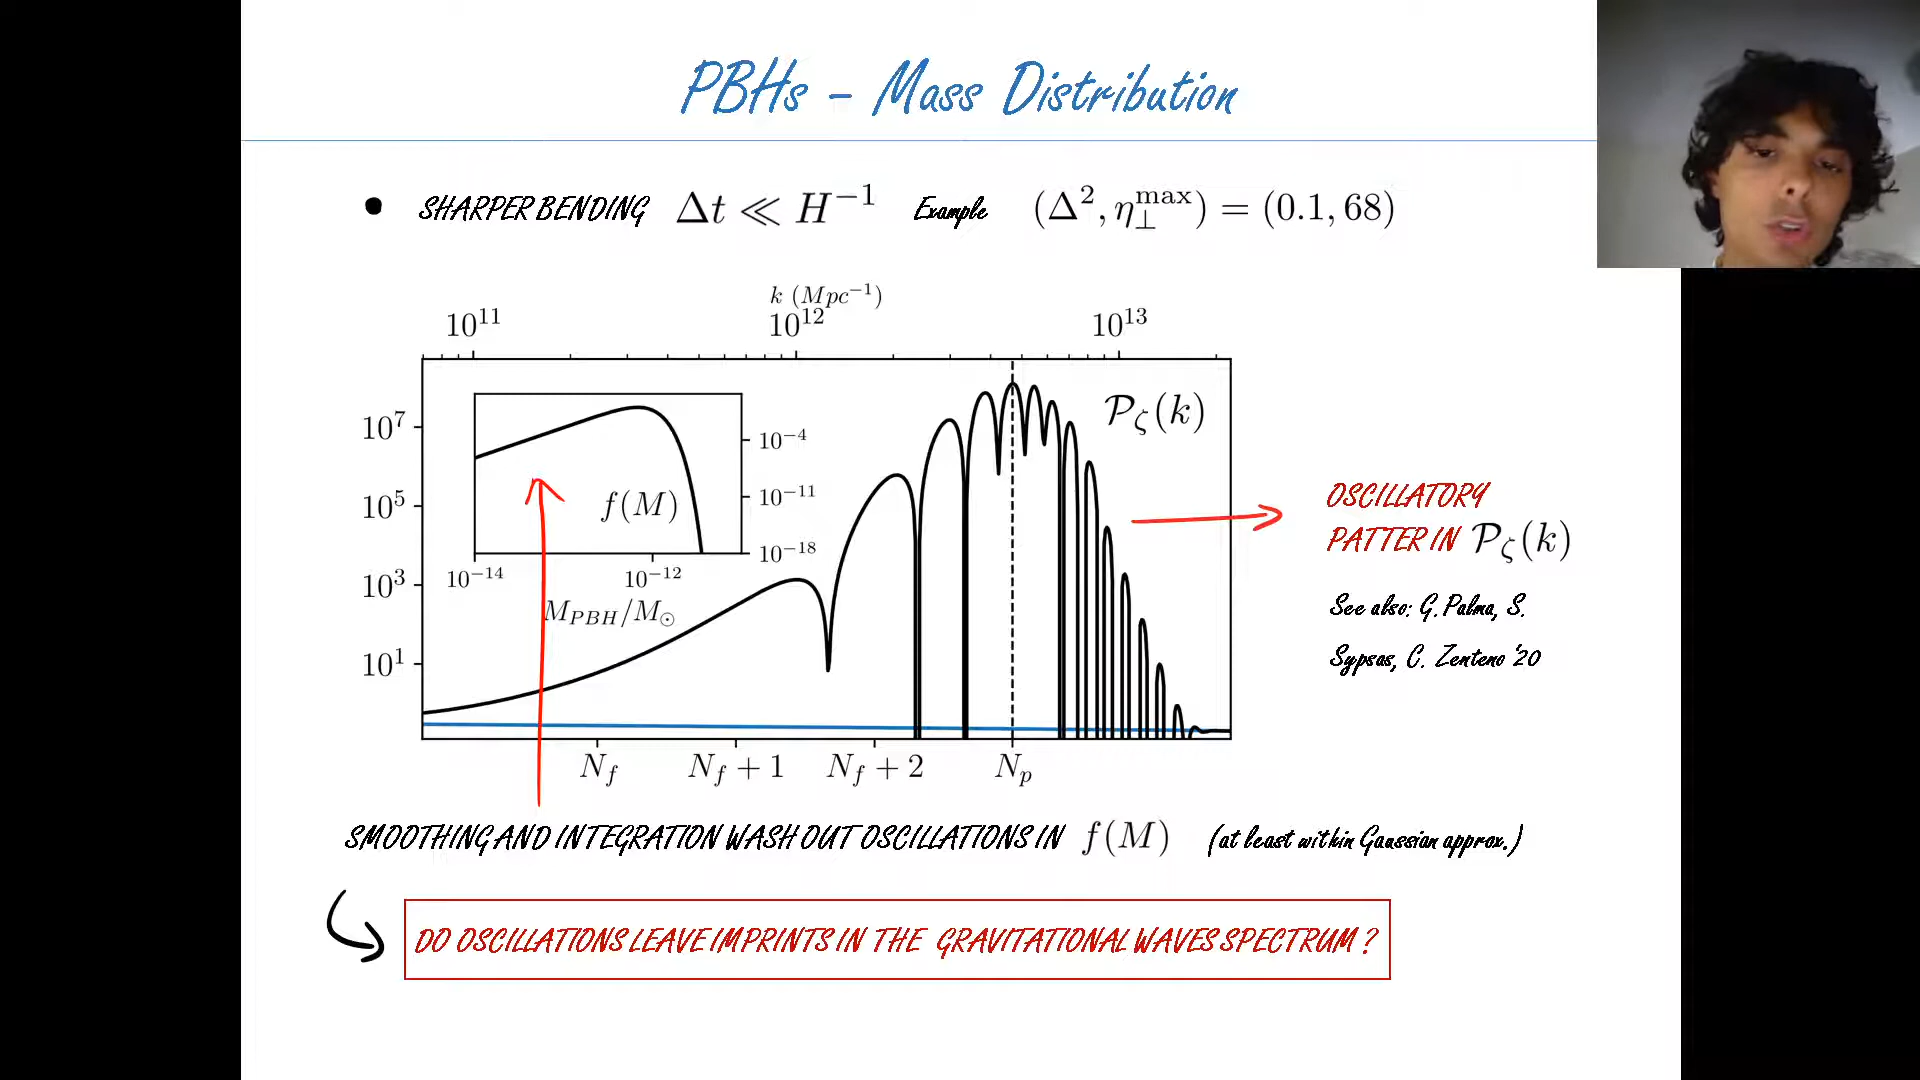 PBHs – Mass Distribution
• SHARPER BENDING Δt ≪ H⁻¹ Example (Δ², η⊥^max) = (0.1, 68)
k (Mpc⁻¹)
10¹¹ 10¹² 10¹³
𝒫ζ(k)
10⁷
10⁵
10³
10¹
10⁻⁴
10⁻¹¹
10⁻¹⁸
f(M)
10⁻¹⁴ 10⁻¹²
M_PBH/M⊙
N_f N_f + 1 N_f + 2 N_p
OSCILLATORY
PATTER IN 𝒫ζ(k)
See also: G. Palma, S.
Sypsas, C. Zenteno '20
SMOOTHING AND INTEGRATION WASH OUT OSCILLATIONS IN f(M) (at least within Gaussian approx.)
DO OSCILLATIONS LEAVE IMPRINTS IN THE GRAVITATIONAL WAVES SPECTRUM ?